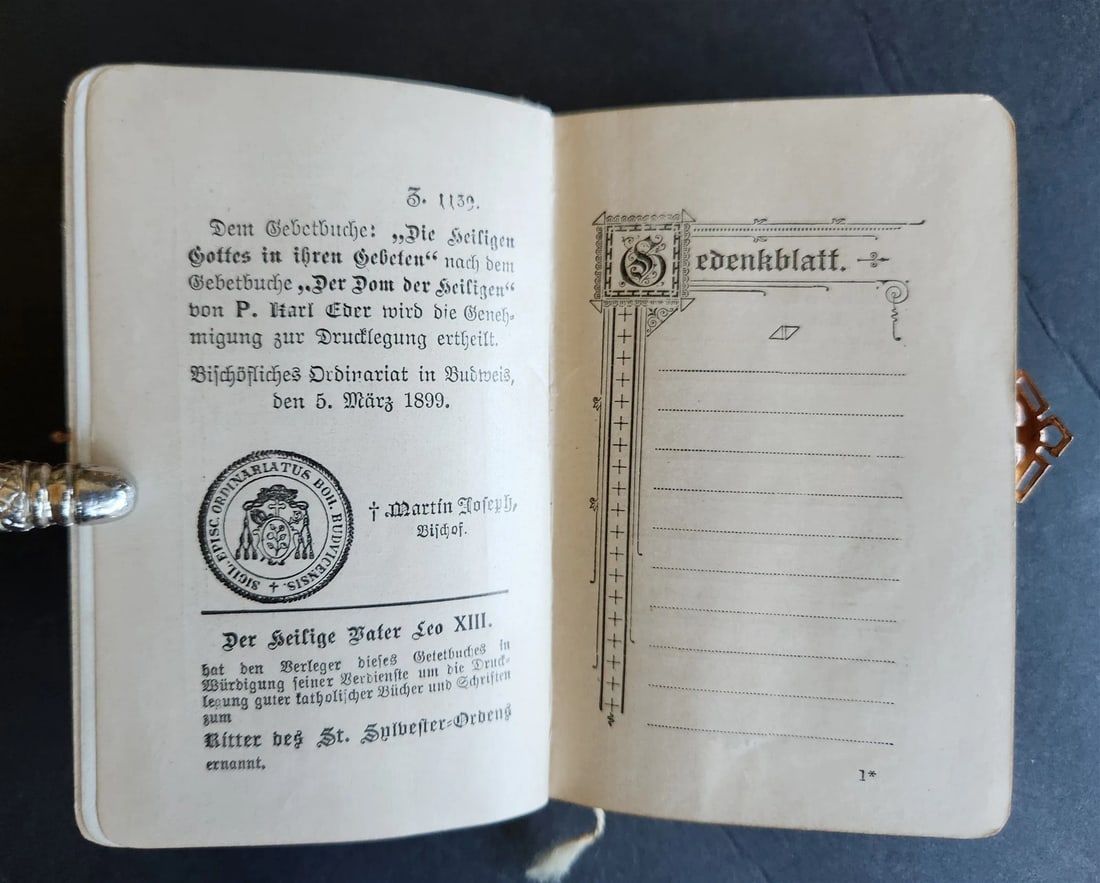 Z. 1139.
Dem Gebetbuche: „Die Heiligen
Gottes in ihren Gebeten“ nach dem
Gebetbuche „Der Dom der Heiligen“
von P. Karl Eder wird die Geneh-
migung zur Drucklegung ertheilt.
Bischöfliches Ordinariat in Budweis,
den 5. März 1899.
SIGIL. EPISC. ORDINARIATUS BOH. BUDVICENSIS. ✝
† Martin Joseph,
Bischof.
Der Heilige Vater Leo XIII.
hat den Verleger dieses Getetbuches in
Würdigung seiner Verdienste um die Druck-
legung guter katholischer Bücher und Schriften
zum
Ritter des St. Sylvester-Ordens
ernannt.
Gedenkblatt.
1*